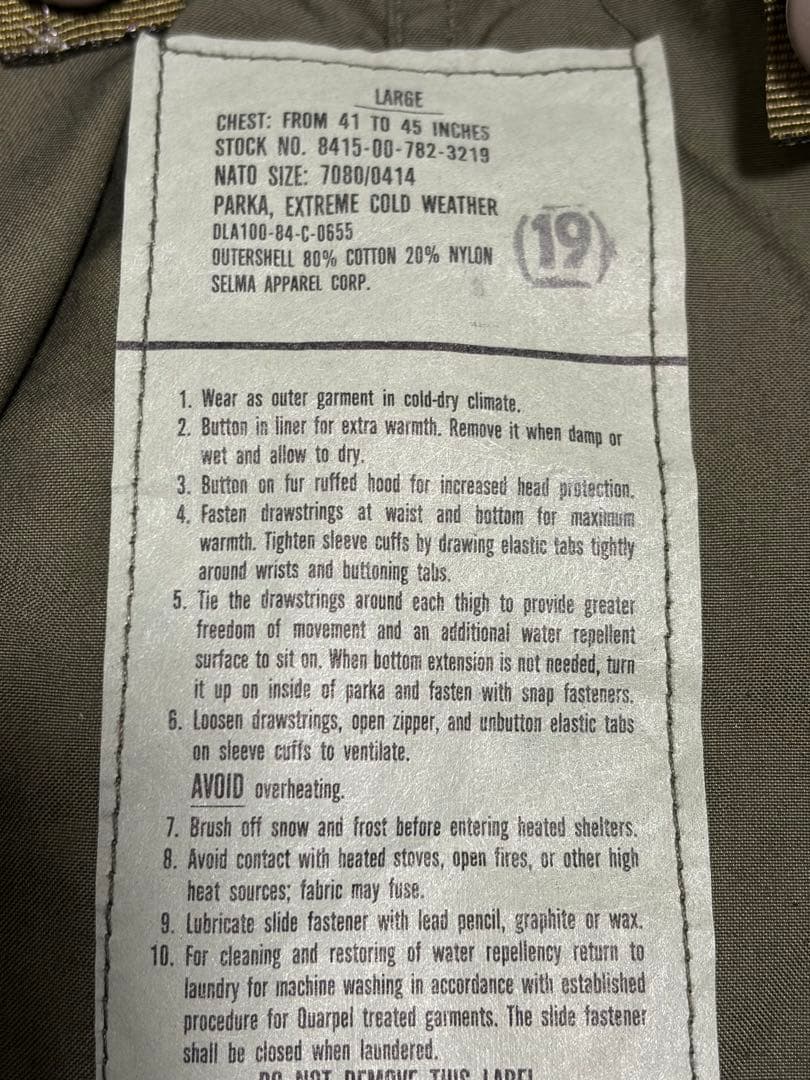 LARGE
CHEST: FROM 41 TO 45 INCHES
STOCK NO. 8415-00-782-3219
NATO SIZE: 7080/0414
PARKA, EXTREME COLD WEATHER
DLA100-84-C-0655
OUTERSHELL 80% COTTON 20% NYLON
SELMA APPAREL CORP.
(19)
1. Wear as outer garment in cold-dry climate.
2. Button in liner for extra warmth. Remove it when damp or
wet and allow to dry.
3. Button on fur ruffed hood for increased head protection.
4. Fasten drawstrings at waist and bottom for maximum
warmth. Tighten sleeve cuffs by drawing elastic tabs tightly
around wrists and buttoning tabs.
5. Tie the drawstrings around each thigh to provide greater
freedom of movement and an additional water repellent
surface to sit on. When bottom extension is not needed, turn
it up on inside of parka and fasten with snap fasteners.
6. Loosen drawstrings, open zipper, and unbutton elastic tabs
on sleeve cuffs to ventilate.
AVOID overheating.
7. Brush off snow and frost before entering heated shelters.
8. Avoid contact with heated stoves, open fires, or other high
heat sources; fabric may fuse.
9. Lubricate slide fastener with lead pencil, graphite or wax.
10. For cleaning and restoring of water repellency return to
laundry for machine washing in accordance with established
procedure for Quarpel treated garments. The slide fastener
shall be closed when laundered.
DO NOT REMOVE THIS LABEL